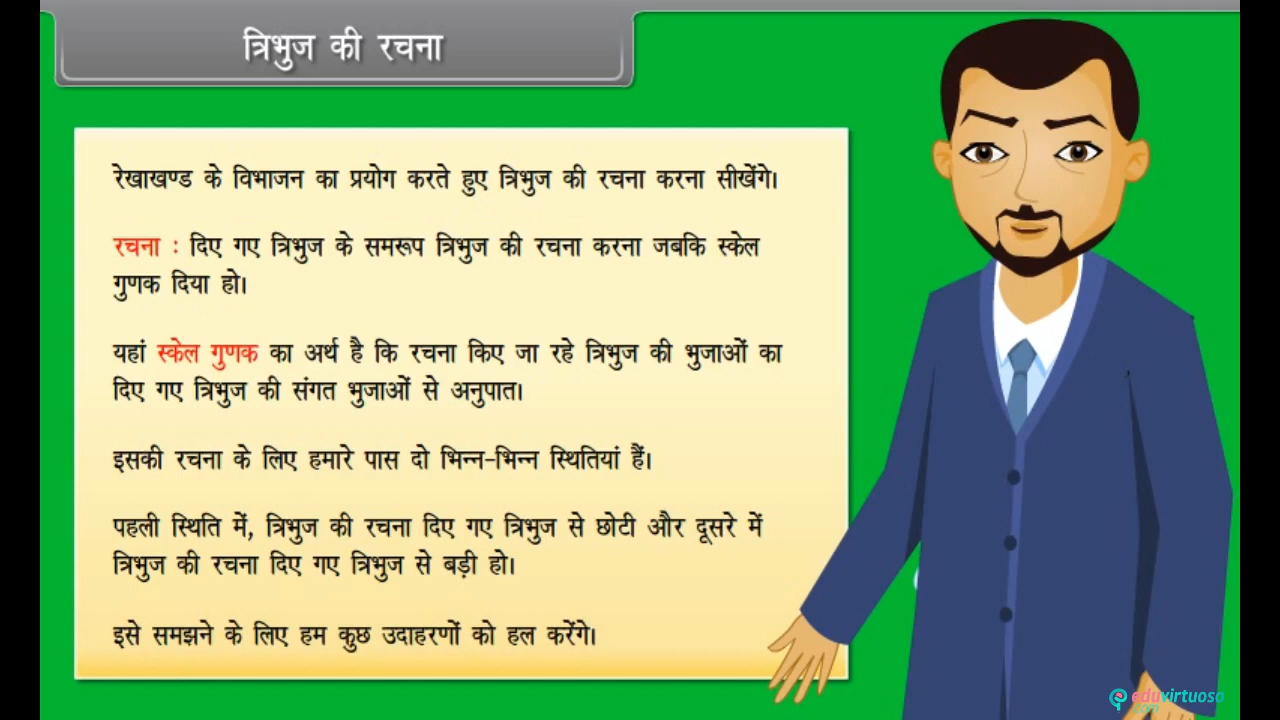 त्रिभुज की रचना
रेखाखण्ड के विभाजन का प्रयोग करते हुए त्रिभुज की रचना करना सीखेंगे।
रचना : दिए गए त्रिभुज के समरूप त्रिभुज की रचना करना जबकि स्केल
गुणक दिया हो।
यहां स्केल गुणक का अर्थ है कि रचना किए जा रहे त्रिभुज की भुजाओं का
दिए गए त्रिभुज की संगत भुजाओं से अनुपात।
इसकी रचना के लिए हमारे पास दो भिन्न-भिन्न स्थितियां हैं।
पहली स्थिति में, त्रिभुज की रचना दिए गए त्रिभुज से छोटी और दूसरे में
त्रिभुज की रचना दिए गए त्रिभुज से बड़ी हो।
इसे समझने के लिए हम कुछ उदाहरणों को हल करेंगे।
eduvirtuoso
.com